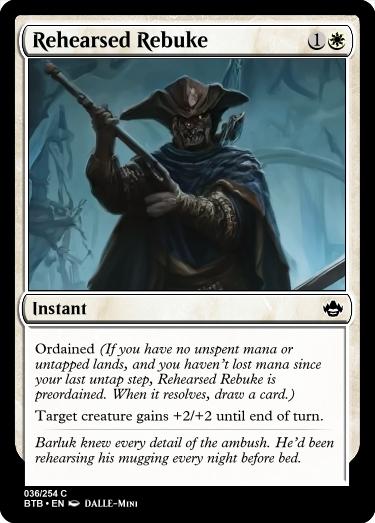 Rehearsed Rebuke 1
Instant
Ordained (If you have no unspent mana or
untapped lands, and you haven't lost mana since
your last untap step, Rehearsed Rebuke is
preordained. When it resolves, draw a card.)
Target creature gains +2/+2 until end of turn.
Barluk knew every detail of the ambush. He'd been
rehearsing his mugging every night before bed.
036/254 C
BTB • EN DALLE-Mini